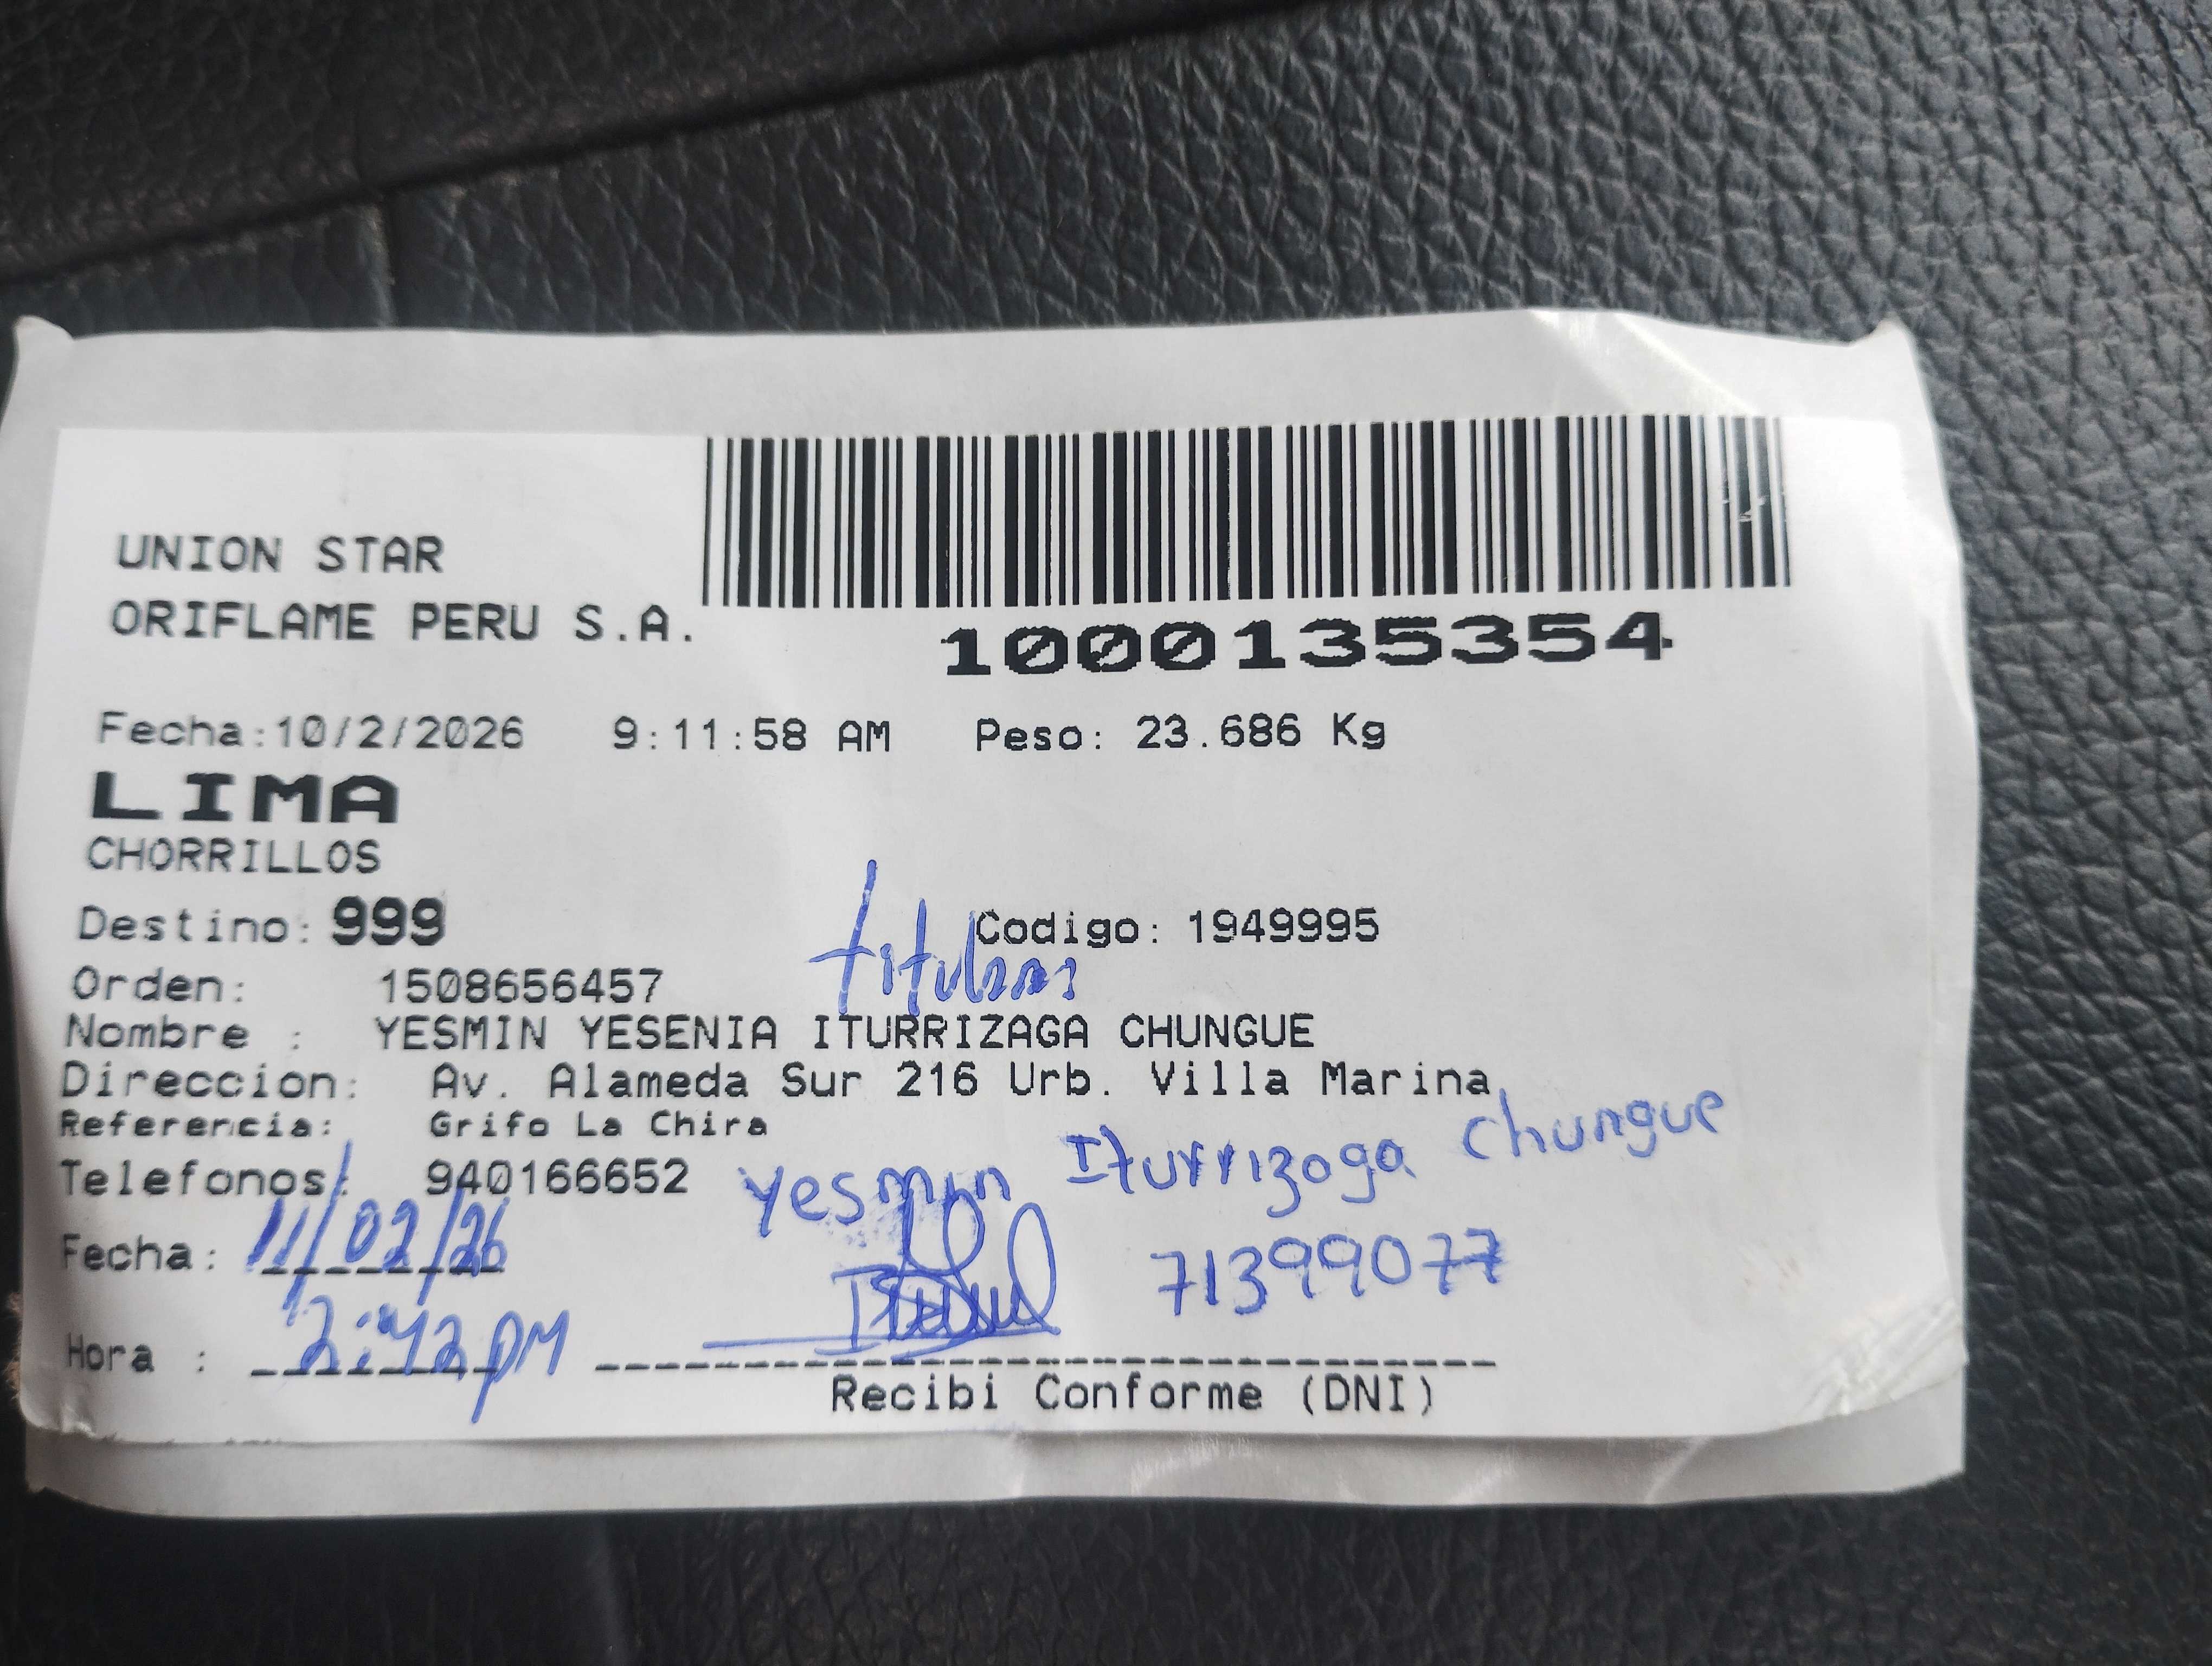 UNION STAR
ORIFLAME PERU S.A.
1000135354
Fecha:10/2/2026 9:11:58 AM Peso: 23.686 Kg
LIMA
CHORRILLOS
Destino: 999 Codigo: 1949995
Orden: 1508656457
Nombre : YESMIN YESENIA ITURRIZAGA CHUNGUE
Direccion: Av. Alameda Sur 216 Urb. Villa Marina
Referencia: Grifo La Chira
Telefonos: 940166652
Yesmin Iturrizaga Chungue
Fecha: 11/02/26 71399077
Hora : 2:42 PM
Recibi Conforme (DNI)